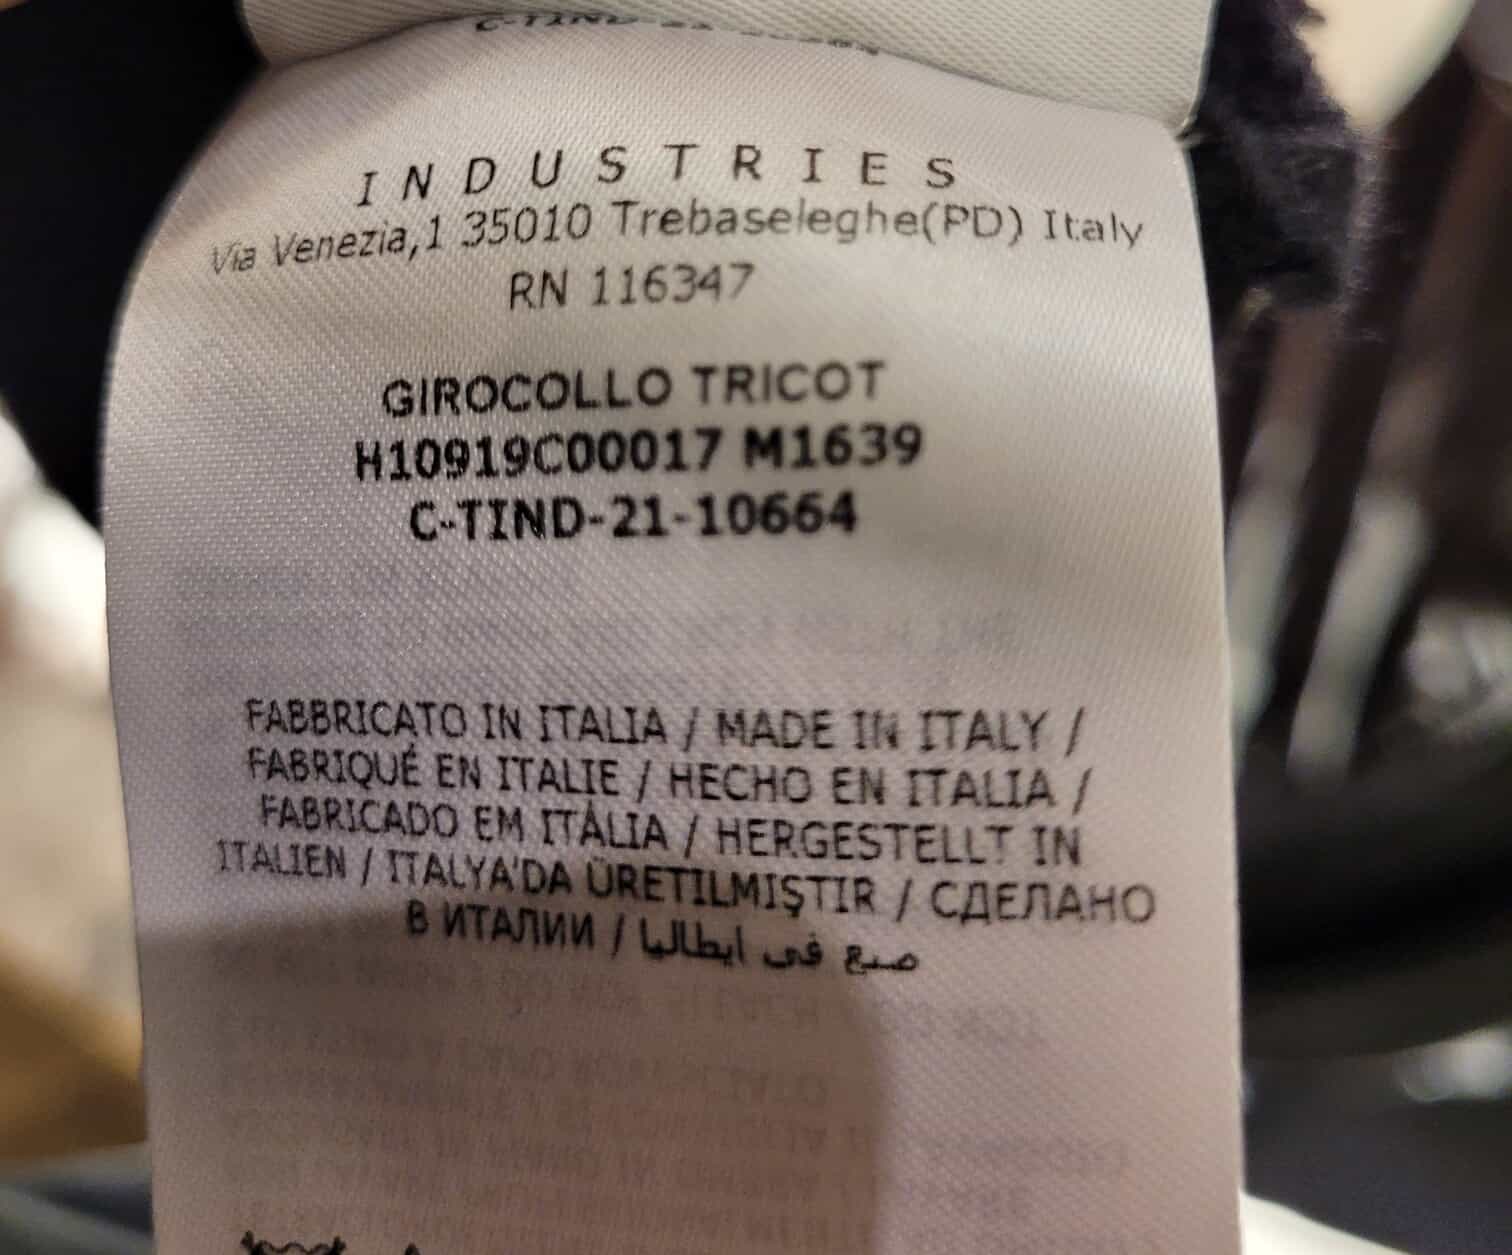 C-TIND-21-
INDUSTRIES
Via Venezia,1 35010 Trebaseleghe(PD) Italy
RN 116347
GIROCOLLO TRICOT
H10919C00017 M1639
C-TIND-21-10664
FABBRICATO IN ITALIA / MADE IN ITALY /
FABRIQUÉ EN ITALIE / HECHO EN ITALIA /
FABRICADO EM ITÁLIA / HERGESTELLT IN
ITALIEN / ITALYA'DA ÜRETILMIŞTIR / СДЕЛАНО
В ИТАЛИИ / صنع في ايطاليا